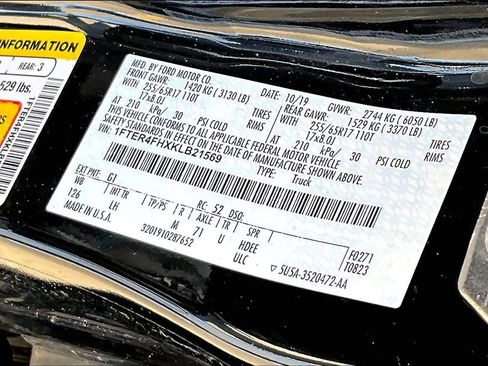 INFORMATION
REAR: 3
529 lbs.
1FTER4FHXKLB
MFD. BY FORD MOTOR CO.
DATE: 10/19 GVWR: 2744 KG ( 6050 LB)
FRONT GAWR: 1420 KG ( 3130 LB) REAR GAWR: 1529 KG ( 3370 LB)
WITH 255/65R17 110T TIRES WITH 255/65R17 110T TIRES
17x8.0J RIMS 17x8.0J RIMS
AT 210 kPa/ 30 PSI COLD AT 210 kPa/ 30 PSI COLD
THIS VEHICLE CONFORMS TO ALL APPLICABLE FEDERAL MOTOR VEHICLE
SAFETY STANDARDS IN EFFECT ON THE DATE OF MANUFACTURE SHOWN ABOVE.
VIN: 1FTER4FHXKLB21569
TYPE: Truck
EXT PNT: G1 RC: 52 DSO:
WB INT TR TP/PS R AXLE TR SPR
126 LH M 71 U HDEE F0271
MADE IN U.S.A. ULC T0823
3201910287652 5U5A-3520472-AA